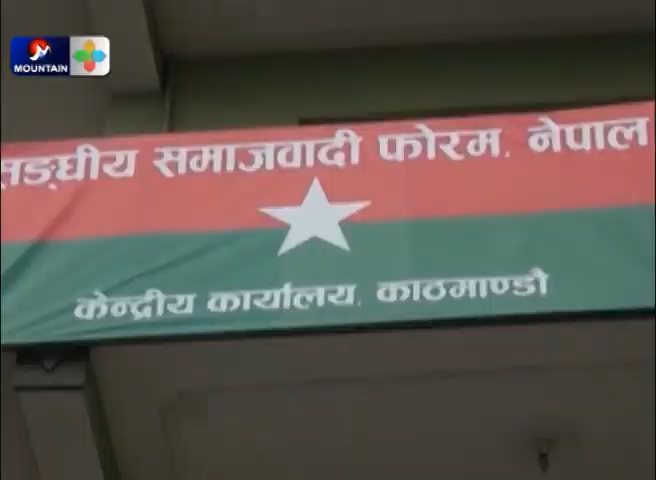 MOUNTAIN
सङ्घीय समाजवादी फोरम, नेपाल
केन्द्रीय कार्यालय, काठमाण्डौ